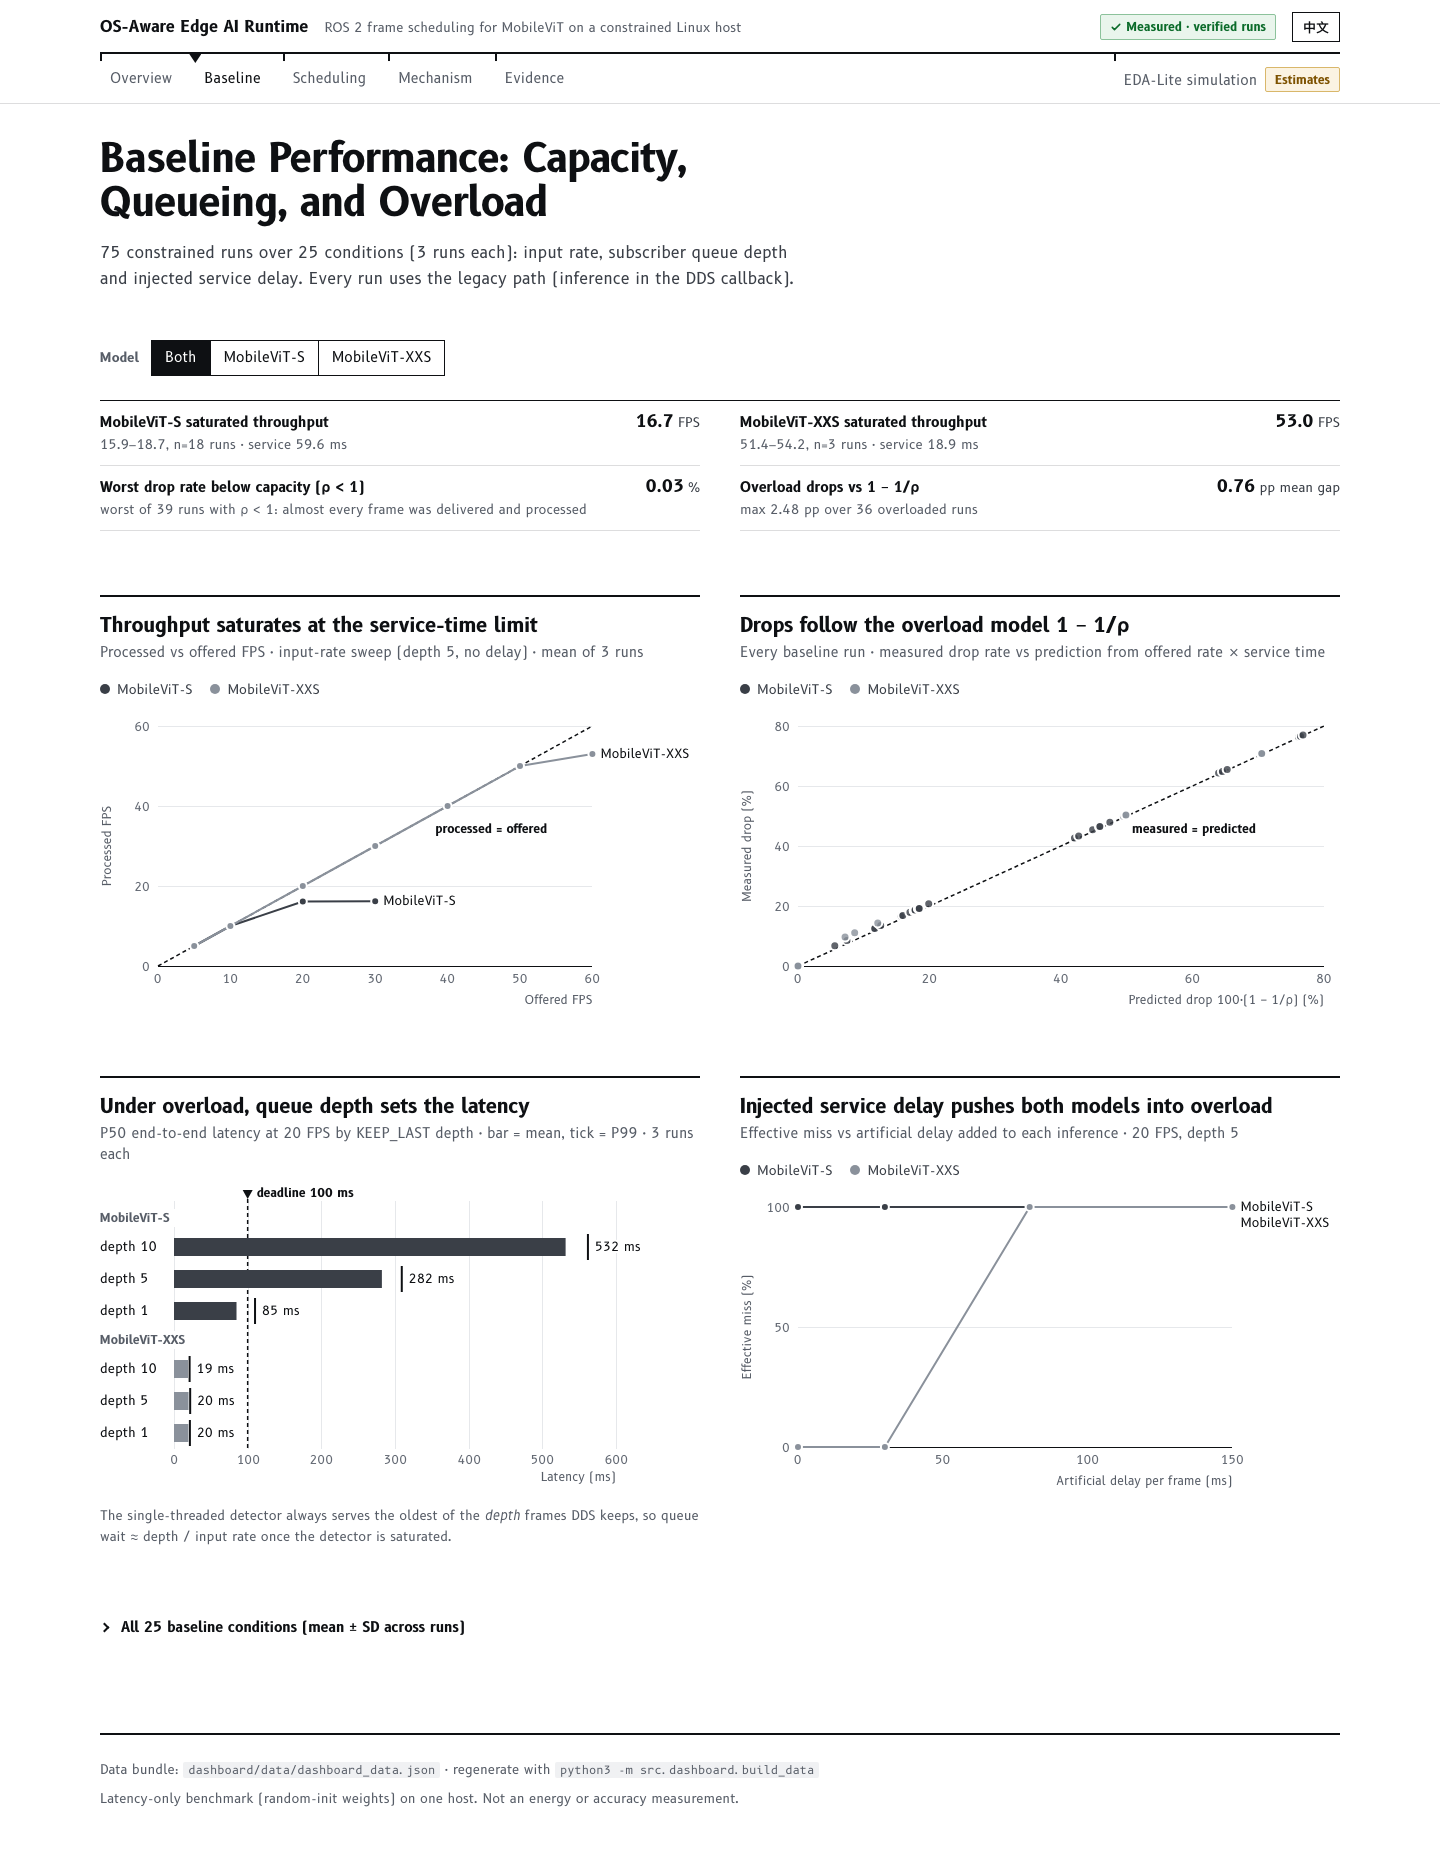 OS-Aware Edge AI Runtime ROS 2 frame scheduling for MobileViT on a constrained Linux host ✓ Measured · verified runs 中文
Overview Baseline Scheduling Mechanism Evidence EDA-Lite simulation Estimates
Baseline Performance: Capacity,
Queueing, and Overload
75 constrained runs over 25 conditions (3 runs each): input rate, subscriber queue depth
and injected service delay. Every run uses the legacy path (inference in the DDS callback).
Model Both MobileViT-S MobileViT-XXS
MobileViT-S saturated throughput 16.7 FPS
15.9–18.7, n=18 runs · service 59.6 ms
MobileViT-XXS saturated throughput 53.0 FPS
51.4–54.2, n=3 runs · service 18.9 ms
Worst drop rate below capacity (ρ < 1) 0.03 %
worst of 39 runs with ρ < 1: almost every frame was delivered and processed
Overload drops vs 1 − 1/ρ 0.76 pp mean gap
max 2.48 pp over 36 overloaded runs
Throughput saturates at the service-time limit
Processed vs offered FPS · input-rate sweep (depth 5, no delay) · mean of 3 runs
MobileViT-S MobileViT-XXS
60
MobileViT-XXS
40
processed = offered
Processed FPS
20
MobileViT-S
0
0 10 20 30 40 50 60
Offered FPS
Drops follow the overload model 1 − 1/ρ
Every baseline run · measured drop rate vs prediction from offered rate × service time
MobileViT-S MobileViT-XXS
80
60
measured = predicted
40
Measured drop (%)
20
0
0 20 40 60 80
Predicted drop 100·(1 − 1/ρ) (%)
Under overload, queue depth sets the latency
P50 end-to-end latency at 20 FPS by KEEP_LAST depth · bar = mean, tick = P99 · 3 runs
each
deadline 100 ms
MobileViT-S
depth 10 532 ms
depth 5 282 ms
depth 1 85 ms
MobileViT-XXS
depth 10 19 ms
depth 5 20 ms
depth 1 20 ms
0 100 200 300 400 500 600
Latency (ms)
The single-threaded detector always serves the oldest of the depth frames DDS keeps, so queue
wait ≈ depth / input rate once the detector is saturated.
Injected service delay pushes both models into overload
Effective miss vs artificial delay added to each inference · 20 FPS, depth 5
MobileViT-S MobileViT-XXS
100
MobileViT-S
MobileViT-XXS
Effective miss (%)
50
0
0 50 100 150
Artificial delay per frame (ms)
All 25 baseline conditions (mean ± SD across runs)
Data bundle: dashboard/data/dashboard_data.json · regenerate with python3 -m src.dashboard.build_data
Latency-only benchmark (random-init weights) on one host. Not an energy or accuracy measurement.